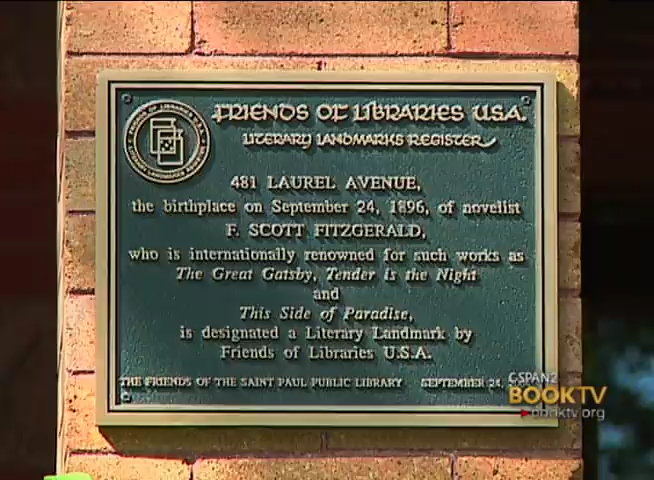 FRIENDS OF LIBRARIES U.S.A.
LITERARY LANDMARKS REGISTER
481 LAUREL AVENUE,
the birthplace on September 24, 1896, of novelist
F. SCOTT FITZGERALD,
who is internationally renowned for such works as
The Great Gatsby, Tender is the Night
and
This Side of Paradise,
is designated a Literary Landmark by
Friends of Libraries U.S.A.
THE FRIENDS OF THE SAINT PAUL PUBLIC LIBRARY SEPTEMBER 24,
CSPAN2
BOOKTV
booktv.org